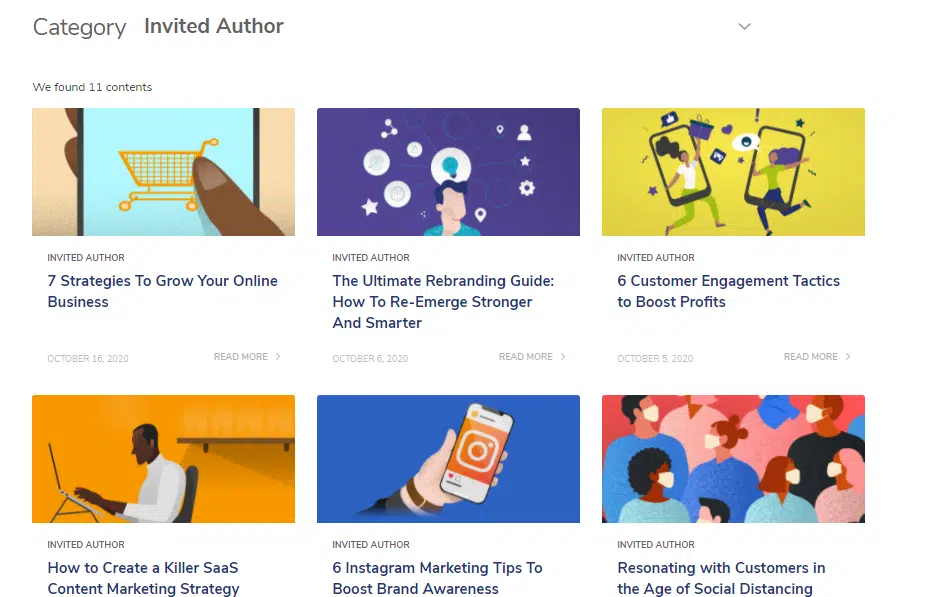 Category Invited Author
We found 11 contents
INVITED AUTHOR
7 Strategies To Grow Your Online
Business
OCTOBER 16, 2020
READ MORE
INVITED AUTHOR
The Ultimate Rebranding Guide:
How To Re-Emerge Stronger
And Smarter
OCTOBER 6, 2020
READ MORE
INVITED AUTHOR
6 Customer Engagement Tactics
to Boost Profits
OCTOBER 5, 2020
READ MORE
INVITED AUTHOR
How to Create a Killer SaaS
Content Marketing Strategy
INVITED AUTHOR
6 Instagram Marketing Tips To
Boost Brand Awareness
INVITED AUTHOR
Resonating with Customers in
the Age of Social Distancing